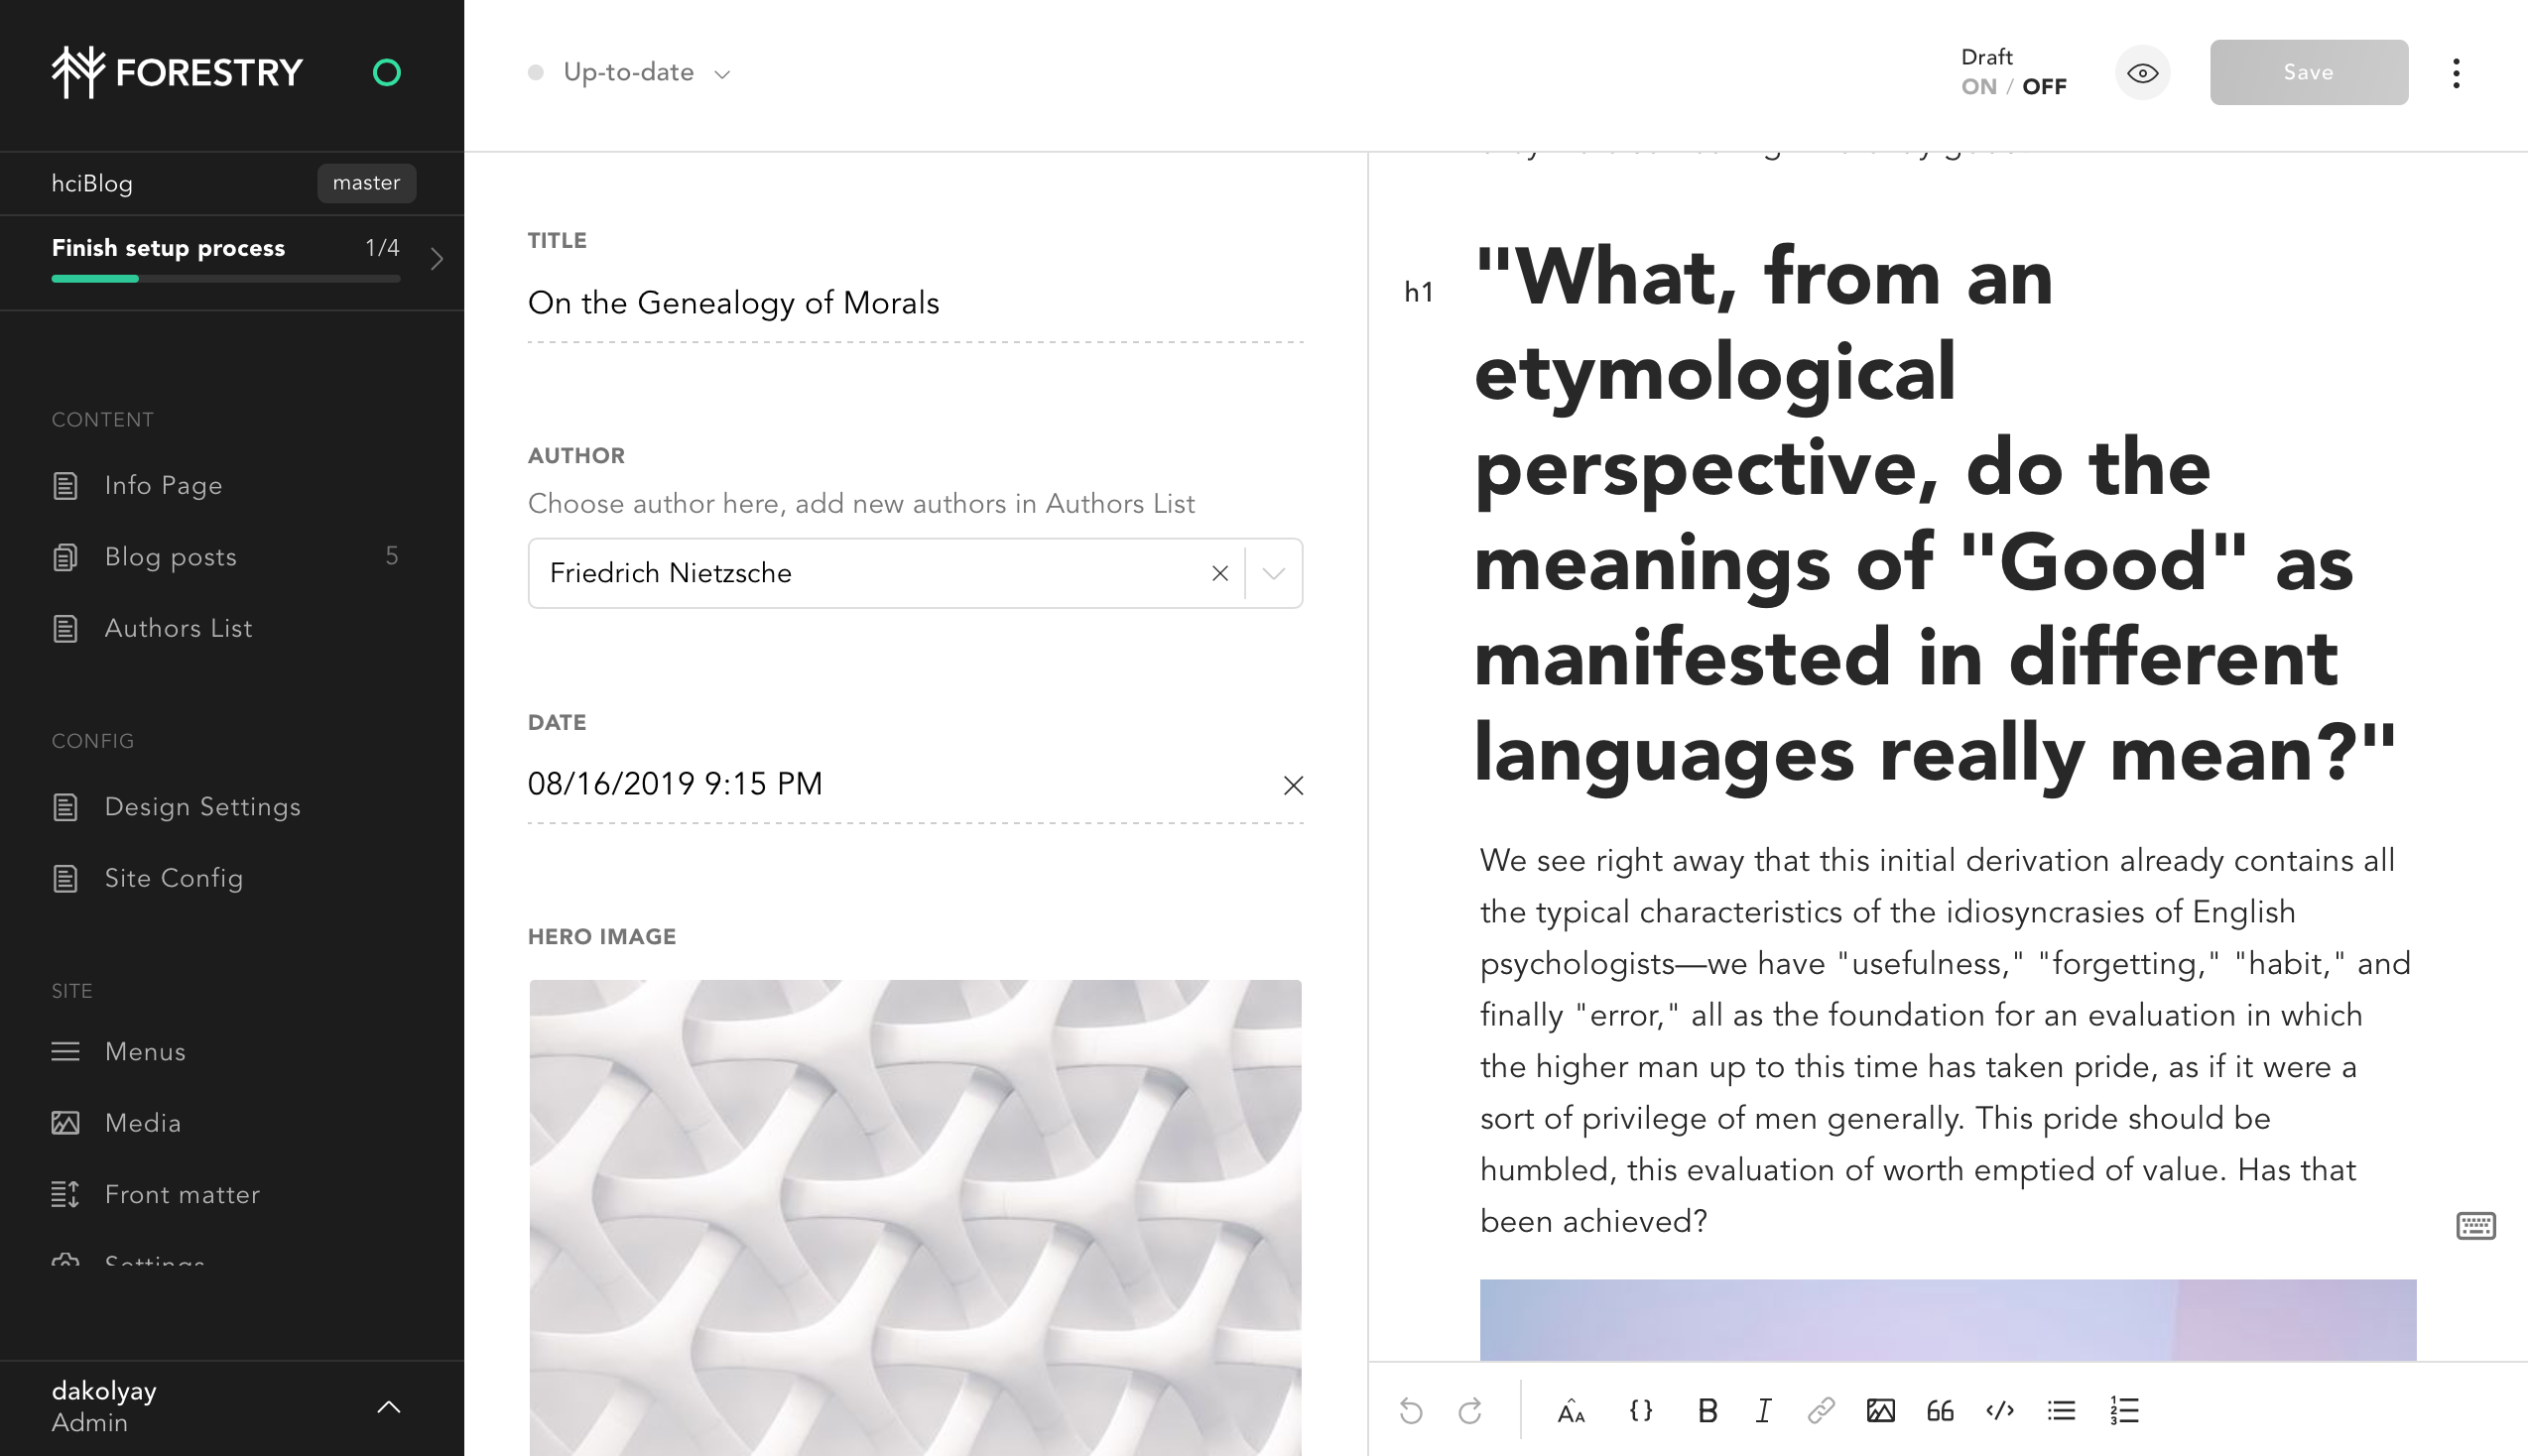 FORESTRY
hciBlog
master
Finish setup process
1/4
CONTENT
Info Page
Blog posts
5
Authors List
CONFIG
Design Settings
Site Config
SITE
Menus
Media
Front matter
Settings
dakolyay
Admin
Up-to-date
Draft
ON / OFF
Save
TITLE
On the Genealogy of Morals
AUTHOR
Choose author here, add new authors in Authors List
Friedrich Nietzsche
DATE
08/16/2019 9:15 PM
HERO IMAGE
h1
"What, from an
etymological
perspective, do the
meanings of "Good" as
manifested in different
languages really mean?"
We see right away that this initial derivation already contains all
the typical characteristics of the idiosyncrasies of English
psychologists—we have "usefulness," "forgetting," "habit," and
finally "error," all as the foundation for an evaluation in which
the higher man up to this time has taken pride, as if it were a
sort of privilege of men generally. This pride should be
humbled, this evaluation of worth emptied of value. Has that
been achieved?